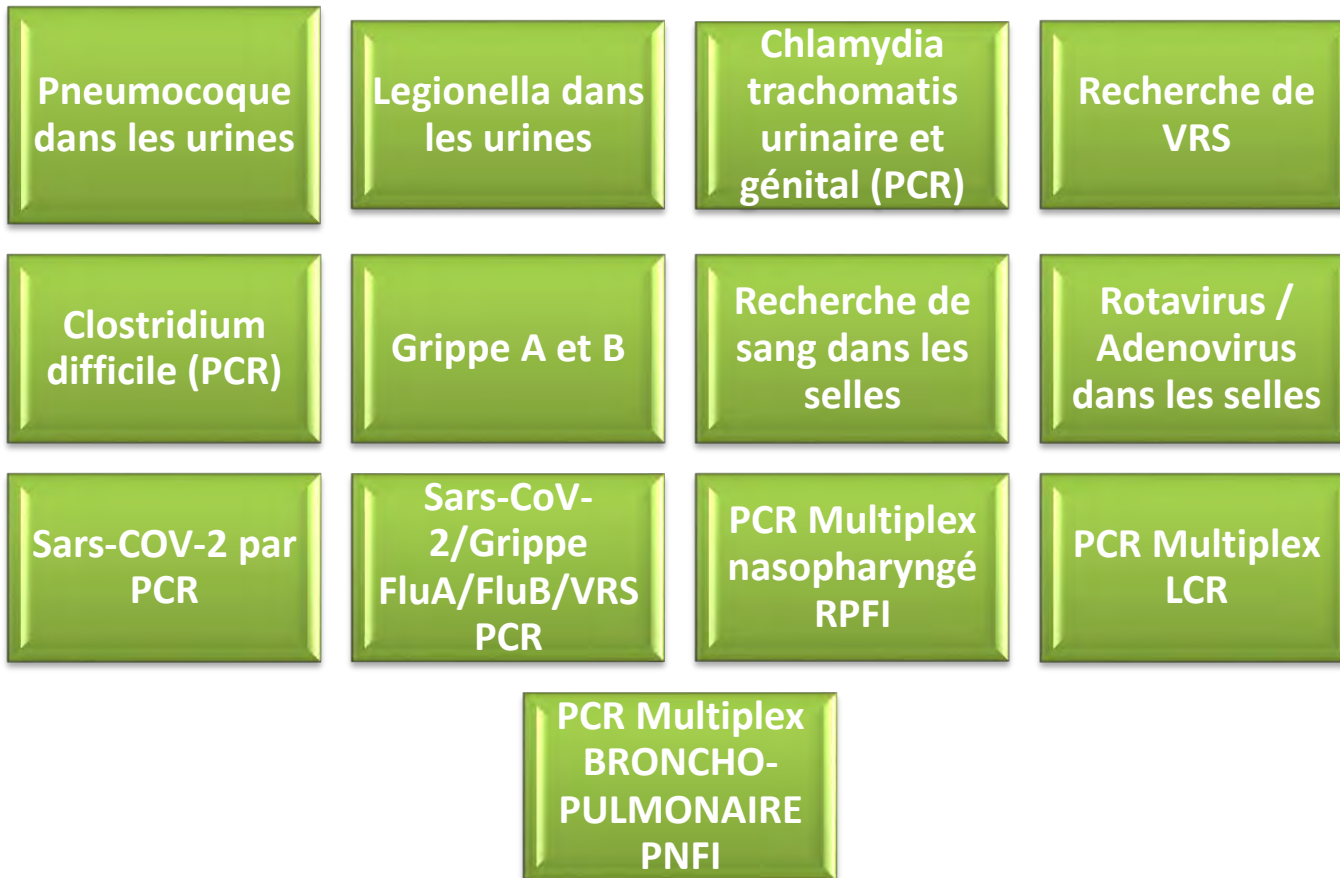 Pneumocoque
dans les urines
Legionella dans
les urines
Chlamydia
trachomatis
urinaire et
génital (PCR)
Recherche de
VRS
Clostridium
difficile (PCR)
Grippe A et B
Recherche de
sang dans les
selles
Rotavirus /
Adenovirus
dans les selles
Sars-COV-2 par
PCR
Sars-CoV-
2/Grippe
FluA/FluB/VRS
PCR
PCR Multiplex
nasopharyngé
RPFI
PCR Multiplex
LCR
PCR Multiplex
BRONCHO-
PULMONAIRE
PNFI